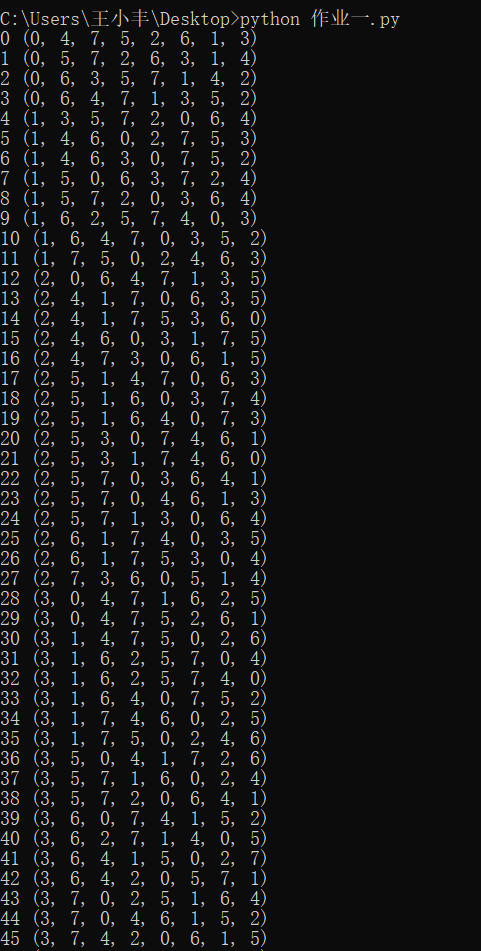 C:\Users\王小丰\Desktop>python 作业一.py
0 (0, 4, 7, 5, 2, 6, 1, 3)
1 (0, 5, 7, 2, 6, 3, 1, 4)
2 (0, 6, 3, 5, 7, 1, 4, 2)
3 (0, 6, 4, 7, 1, 3, 5, 2)
4 (1, 3, 5, 7, 2, 0, 6, 4)
5 (1, 4, 6, 0, 2, 7, 5, 3)
6 (1, 4, 6, 3, 0, 7, 5, 2)
7 (1, 5, 0, 6, 3, 7, 2, 4)
8 (1, 5, 7, 2, 0, 3, 6, 4)
9 (1, 6, 2, 5, 7, 4, 0, 3)
10 (1, 6, 4, 7, 0, 3, 5, 2)
11 (1, 7, 5, 0, 2, 4, 6, 3)
12 (2, 0, 6, 4, 7, 1, 3, 5)
13 (2, 4, 1, 7, 0, 6, 3, 5)
14 (2, 4, 1, 7, 5, 3, 6, 0)
15 (2, 4, 6, 0, 3, 1, 7, 5)
16 (2, 4, 7, 3, 0, 6, 1, 5)
17 (2, 5, 1, 4, 7, 0, 6, 3)
18 (2, 5, 1, 6, 0, 3, 7, 4)
19 (2, 5, 1, 6, 4, 0, 7, 3)
20 (2, 5, 3, 0, 7, 4, 6, 1)
21 (2, 5, 3, 1, 7, 4, 6, 0)
22 (2, 5, 7, 0, 3, 6, 4, 1)
23 (2, 5, 7, 0, 4, 6, 1, 3)
24 (2, 5, 7, 1, 3, 0, 6, 4)
25 (2, 6, 1, 7, 4, 0, 3, 5)
26 (2, 6, 1, 7, 5, 3, 0, 4)
27 (2, 7, 3, 6, 0, 5, 1, 4)
28 (3, 0, 4, 7, 1, 6, 2, 5)
29 (3, 0, 4, 7, 5, 2, 6, 1)
30 (3, 1, 4, 7, 5, 0, 2, 6)
31 (3, 1, 6, 2, 5, 7, 0, 4)
32 (3, 1, 6, 2, 5, 7, 4, 0)
33 (3, 1, 6, 4, 0, 7, 5, 2)
34 (3, 1, 7, 4, 6, 0, 2, 5)
35 (3, 1, 7, 5, 0, 2, 4, 6)
36 (3, 5, 0, 4, 1, 7, 2, 6)
37 (3, 5, 7, 1, 6, 0, 2, 4)
38 (3, 5, 7, 2, 0, 6, 4, 1)
39 (3, 6, 0, 7, 4, 1, 5, 2)
40 (3, 6, 2, 7, 1, 4, 0, 5)
41 (3, 6, 4, 1, 5, 0, 2, 7)
42 (3, 6, 4, 2, 0, 5, 7, 1)
43 (3, 7, 0, 2, 5, 1, 6, 4)
44 (3, 7, 0, 4, 6, 1, 5, 2)
45 (3, 7, 4, 2, 0, 6, 1, 5)